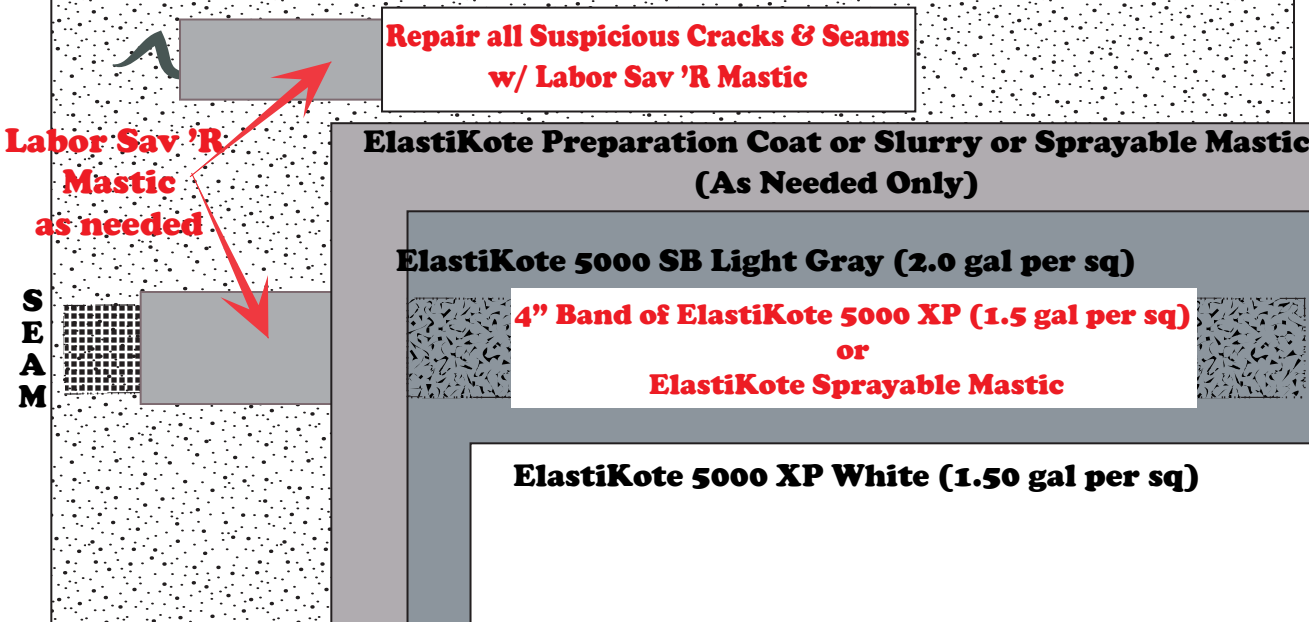 Repair all Suspicious Cracks & Seams
w/ Labor Sav ’R Mastic
Labor Sav ’R
Mastic
as needed
ElastiKote Preparation Coat or Slurry or Sprayable Mastic
(As Needed Only)
ElastiKote 5000 SB Light Gray (2.0 gal per sq)
SEAM
4” Band of ElastiKote 5000 XP (1.5 gal per sq)
or
ElastiKote Sprayable Mastic
ElastiKote 5000 XP White (1.50 gal per sq)